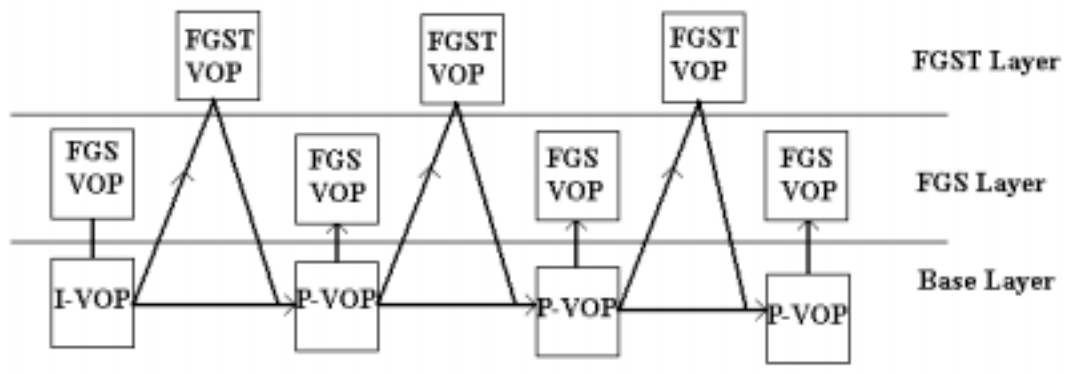 FGST
VOP
FGST
VOP
FGST
VOP
FGST Layer
FGS
VOP
FGS
VOP
FGS
VOP
FGS
VOP
FGS Layer
I-VOP
P-VOP
P-VOP
P-VOP
Base Layer